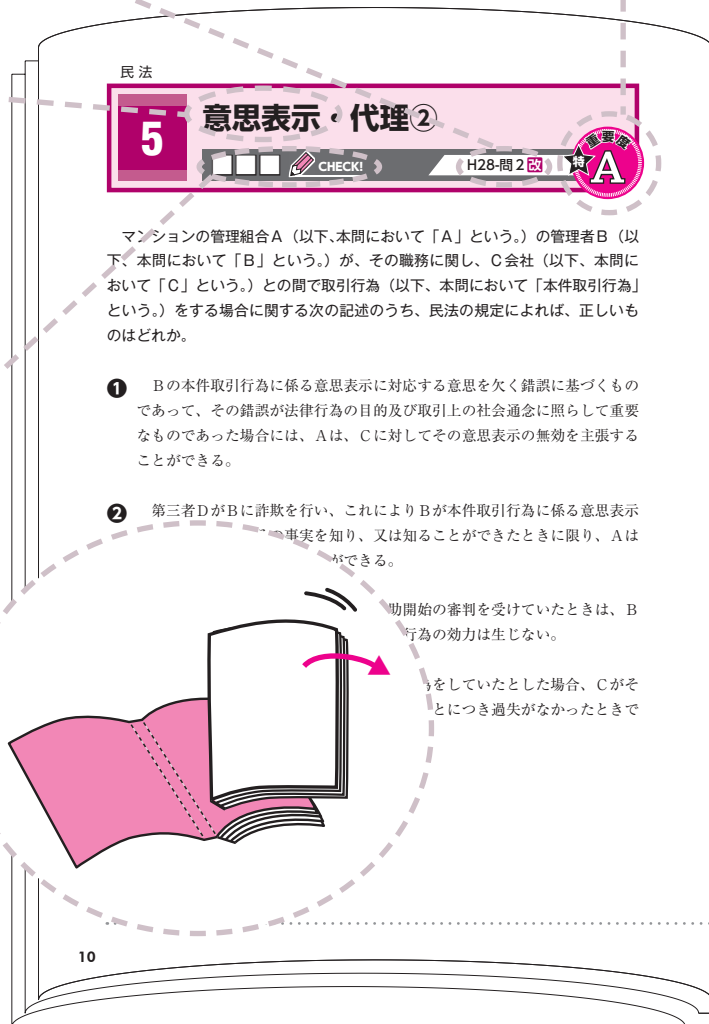 民法
5
意思表示・代理②
CHECK!
H28-問2改
重要度
特
A
マンションの管理組合A（以下、本問において「A」という。）の管理者B（以
下、本問において「B」という。）が、その職務に関し、C会社（以下、本問に
おいて「C」という。）との間で取引行為（以下、本問において「本件取引行為」
という。）をする場合に関する次の記述のうち、民法の規定によれば、正しいも
のはどれか。
❶ Bの本件取引行為に係る意思表示に対応する意思を欠く錯誤に基づくもの
であって、その錯誤が法律行為の目的及び取引上の社会通念に照らして重要
なものであった場合には、Aは、Cに対してその意思表示の無効を主張する
ことができる。
❷ 第三者DがBに詐欺を行い、これによりBが本件取引行為に係る意思表示
事実を知り、又は知ることができたときに限り、Aは
ができる。
助開始の審判を受けていたときは、B
行為の効力は生じない。
をしていたとした場合、Cがそ
とにつき過失がなかったときで
10